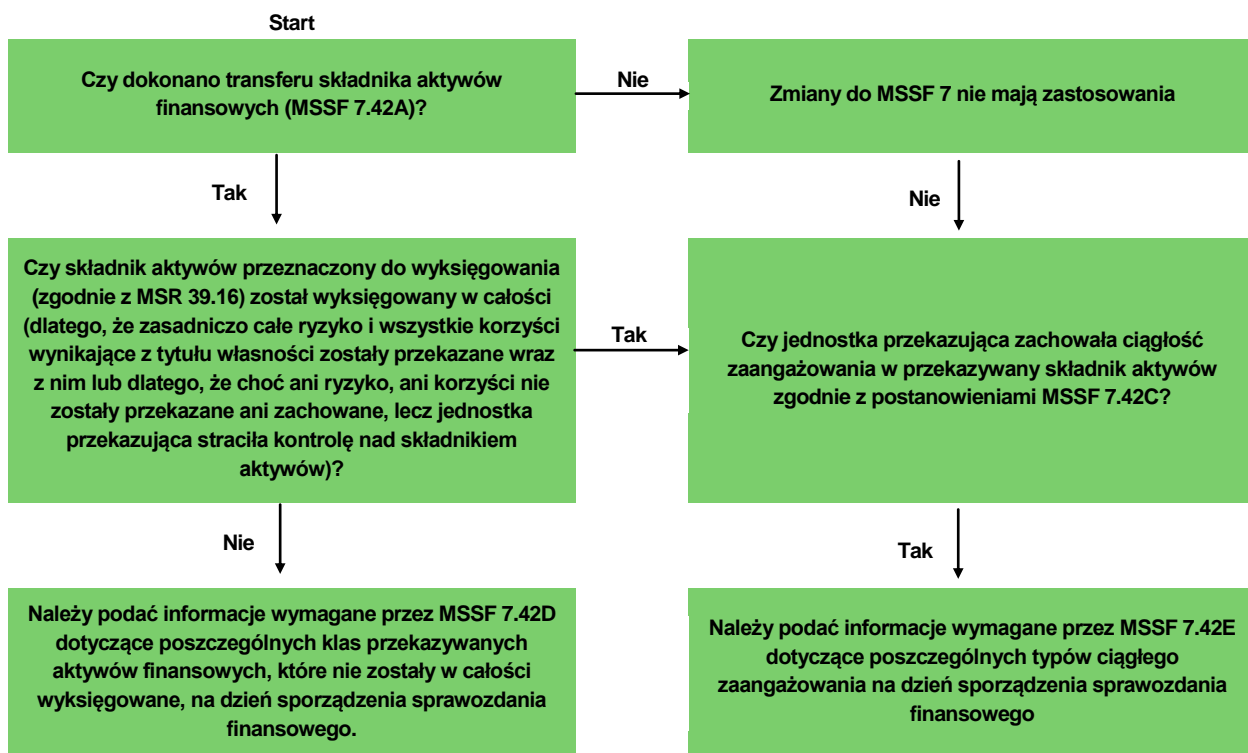 Start
Czy dokonano transferu składnika aktywów
finansowych (MSSF 7.42A)?
Nie
Zmiany do MSSF 7 nie mają zastosowania
Tak
Nie
Czy składnik aktywów przeznaczony do wyksięgowania
(zgodnie z MSR 39.16) został wyksięgowany w całości
(dlatego, że zasadniczo całe ryzyko i wszystkie korzyści
wynikające z tytułu własności zostały przekazane wraz
z nim lub dlatego, że choć ani ryzyko, ani korzyści nie
zostały przekazane ani zachowane, lecz jednostka
przekazująca straciła kontrolę nad składnikiem
aktywów)?
Tak
Czy jednostka przekazująca zachowała ciągłość
zaangażowania w przekazywany składnik aktywów
zgodnie z postanowieniami MSSF 7.42C?
Nie
Tak
Należy podać informacje wymagane przez MSSF 7.42D
dotyczące poszczególnych klas przekazywanych
aktywów finansowych, które nie zostały w całości
wyksięgowane, na dzień sporządzenia sprawozdania
finansowego.
Należy podać informacje wymagane przez MSSF 7.42E
dotyczące poszczególnych typów ciągłego
zaangażowania na dzień sporządzenia sprawozdania
finansowego